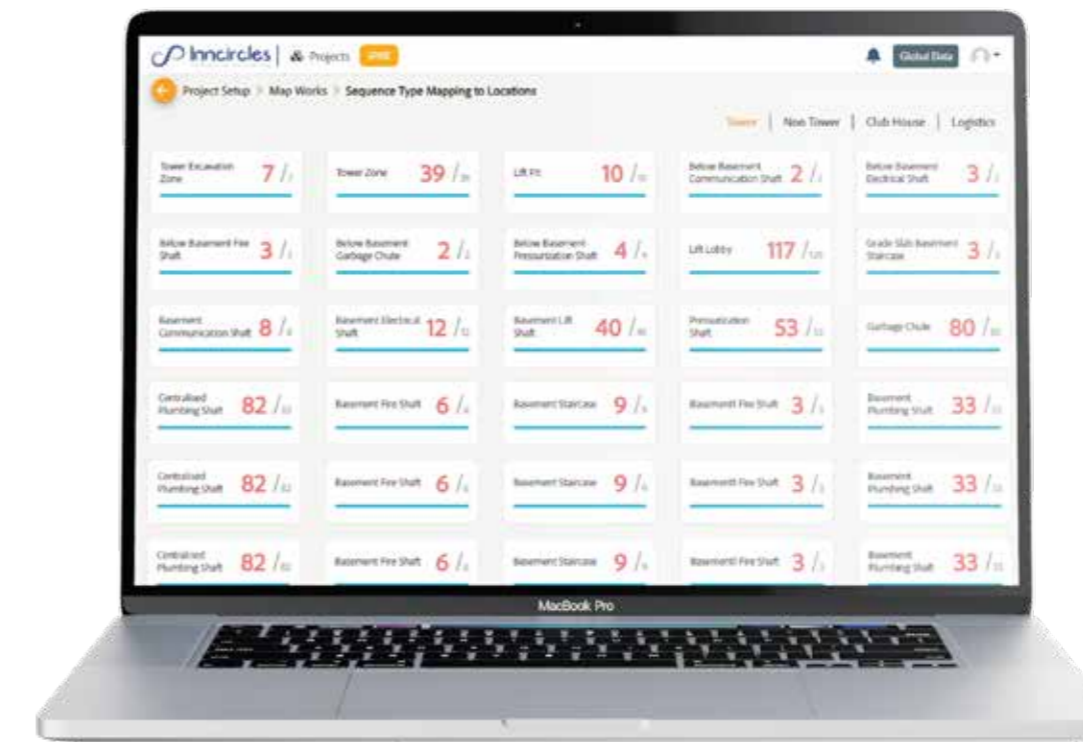 Inncircles Projects
Global Data
Project Setup > Map Works > Sequence Type Mapping to Locations
Tower | Non Tower | Club House | Logistics
Tower Excavation Zone 7 /
Tower Zone 39 /
Lift Pit 10 /
Below Basement Communication Shaft 2 /
Below Basement Electrical Shaft 3 /
Below Basement Fire Shaft 3 /
Below Basement Garbage Chute 2 /
Below Basement Pressurization Shaft 4 /
Lift Lobby 117 /
Grade Slab Basement Staircase 3 /
Basement Communication Shaft 8 /
Basement Electrical Shaft 12 /
Basement Lift Shaft 40 /
Pressurization Shaft 53 /
Garbage Chute 80 /
Centralised Plumbing Shaft 82 /
Basement Fire Shaft 6 /
Basement Staircase 9 /
Basement1 Fire Shaft 3 /
Basement Plumbing Shaft 33 /
Centralised Plumbing Shaft 82 /
Basement Fire Shaft 6 /
Basement Staircase 9 /
Basement1 Fire Shaft 3 /
Basement Plumbing Shaft 33 /
Centralised Plumbing Shaft 82 /
Basement Fire Shaft 6 /
Basement Staircase 9 /
Basement1 Fire Shaft 3 /
Basement Plumbing Shaft 33 /
MacBook Pro